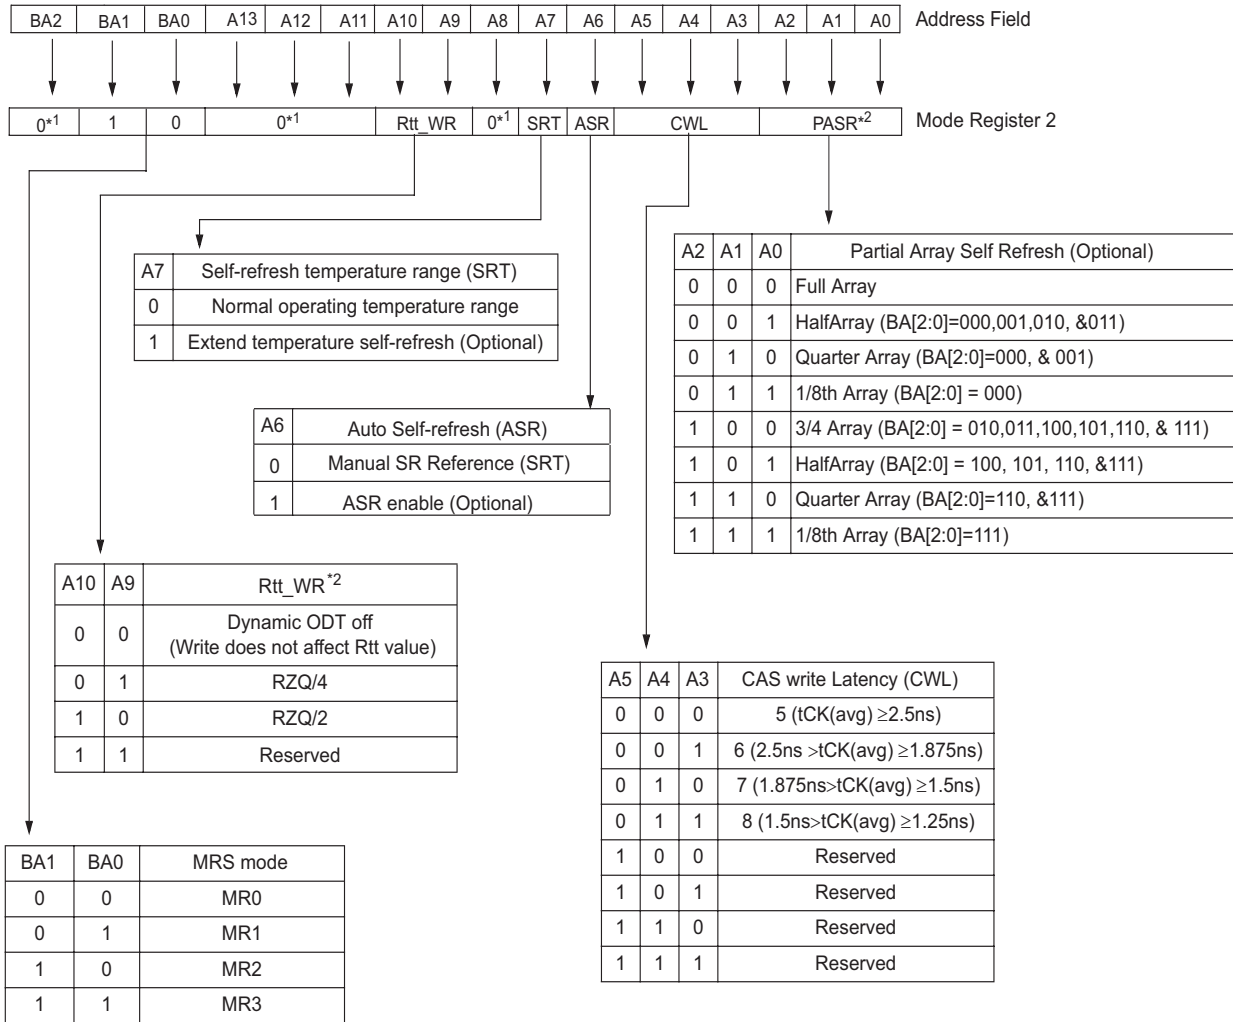 BA2 BA1 BA0 A13 A12 A11 A10 A9 A8 A7 A6 A5 A4 A3 A2 A1 A0 Address Field
0*1 1 0 0*1 Rtt_WR 0*1 SRT ASR CWL PASR*2 Mode Register 2
A7 Self-refresh temperature range (SRT)
0 Normal operating temperature range
1 Extend temperature self-refresh (Optional)
A2 A1 A0 Partial Array Self Refresh (Optional)
0 0 0 Full Array
0 0 1 HalfArray (BA[2:0]=000,001,010, &011)
0 1 0 Quarter Array (BA[2:0]=000, & 001)
0 1 1 1/8th Array (BA[2:0] = 000)
1 0 0 3/4 Array (BA[2:0] = 010,011,100,101,110, & 111)
1 0 1 HalfArray (BA[2:0] = 100, 101, 110, &111)
1 1 0 Quarter Array (BA[2:0]=110, &111)
1 1 1 1/8th Array (BA[2:0]=111)
A6 Auto Self-refresh (ASR)
0 Manual SR Reference (SRT)
1 ASR enable (Optional)
A10 A9 Rtt_WR*2
0 0 Dynamic ODT off
(Write does not affect Rtt value)
0 1 RZQ/4
1 0 RZQ/2
1 1 Reserved
A5 A4 A3 CAS write Latency (CWL)
0 0 0 5 (tCK(avg) ≥2.5ns)
0 0 1 6 (2.5ns >tCK(avg) ≥1.875ns)
0 1 0 7 (1.875ns>tCK(avg) ≥1.5ns)
0 1 1 8 (1.5ns>tCK(avg) ≥1.25ns)
1 0 0 Reserved
1 0 1 Reserved
1 1 0 Reserved
1 1 1 Reserved
BA1 BA0 MRS mode
0 0 MR0
0 1 MR1
1 0 MR2
1 1 MR3